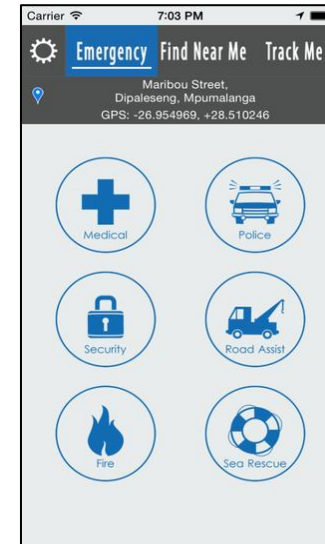 Carrier 7:03 PM
Emergency Find Near Me Track Me
Maribou Street,
Dipaleseng, Mpumalanga
GPS: -26.954969, +28.510246
Medical Police
Security Road Assist
Fire Sea Rescue